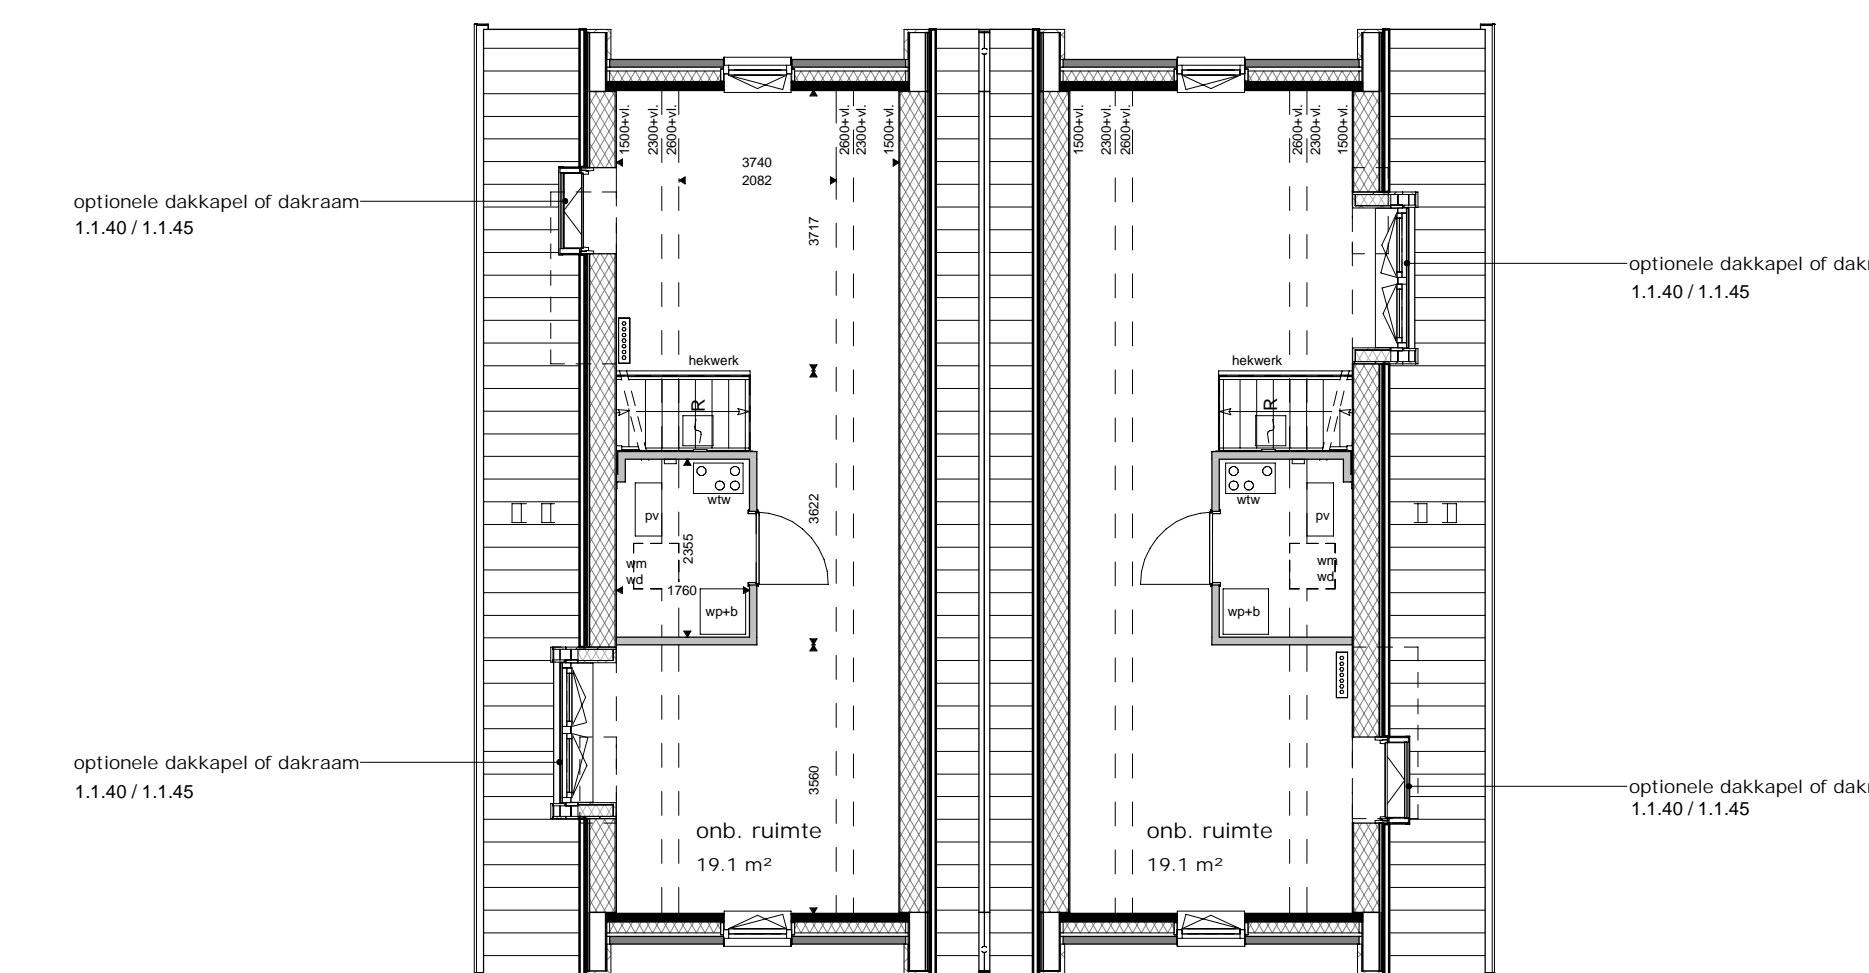 1500+vl.
2300+vl.
2600+vl.
2600+vl.
2300+vl.
1500+vl.
1500+vl.
2300+vl.
2600+vl.
2600+vl.
2300+vl.
1500+vl.
3740
2082
optionele dakkapel of dakraam
1.1.40 / 1.1.45
3717
optionele dakkapel of dak
1.1.40 / 1.1.45
hekwerk
hekwerk
R
R
wtw
wtw
pv
3622
pv
2355
wm
wd
wm
wd
1760
wp+b
wp+b
optionele dakkapel of dakraam
1.1.40 / 1.1.45
3560
optionele dakkapel of dak
1.1.40 / 1.1.45
onb. ruimte
19.1 m²
onb. ruimte
19.1 m²